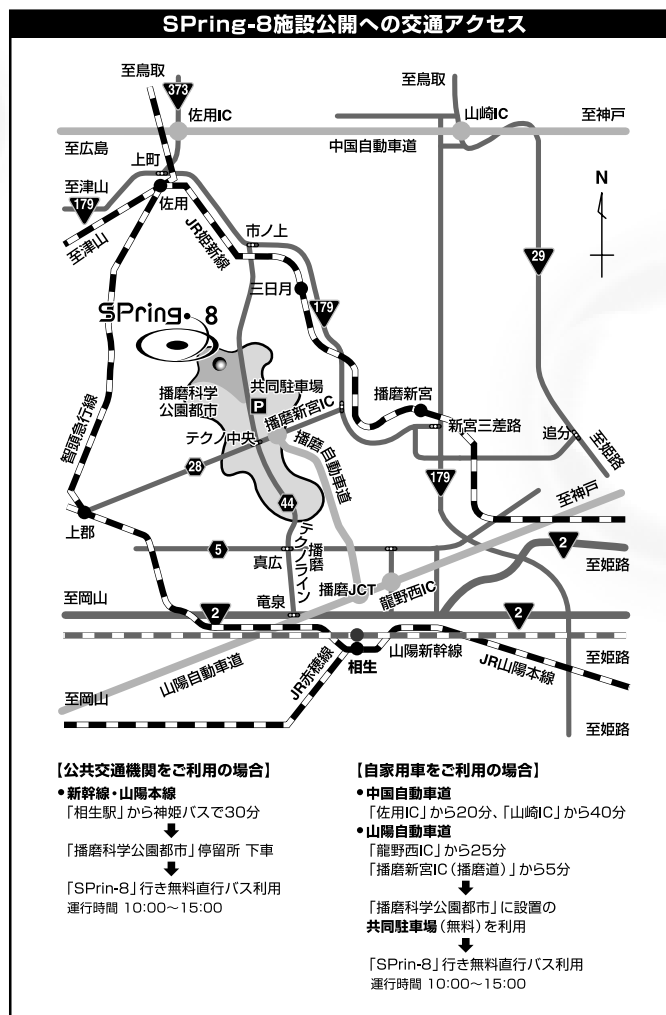 SPring-8施設公開への交通アクセス
至鳥取
373
佐用IC
至鳥取
山崎IC
至神戸
至広島
中国自動車道
上町
至津山
179
佐用
至津山
JR姫新線
市ノ上
N
29
三日月
179
SPring-8
播磨科学
公園都市
共同駐車場
P
播磨新宮IC
播磨新宮
新宮三差路
追分
至姫路
テクノ中央
播磨自動車道
智頭急行線
28
44
179
至神戸
上郡
5
真広
播磨
テクノライン
2
至姫路
播磨JCT
龍野西IC
至岡山
2
竜泉
2
至姫路
山陽自動車道
JR赤穂線
相生
山陽新幹線
JR山陽本線
至姫路
至岡山
至姫路
【公共交通機関をご利用の場合】
●新幹線・山陽本線
「相生駅」から神姫バスで30分
「播磨科学公園都市」停留所 下車
「SPrin-8」行き無料直行バス利用
運行時間 10:00～15:00
【自家用車をご利用の場合】
●中国自動車道
「佐用IC」から20分、「山崎IC」から40分
●山陽自動車道
「龍野西IC」から25分
「播磨新宮IC（播磨道）」から5分
「播磨科学公園都市」に設置の
共同駐車場（無料）を利用
「SPrin-8」行き無料直行バス利用
運行時間 10:00～15:00